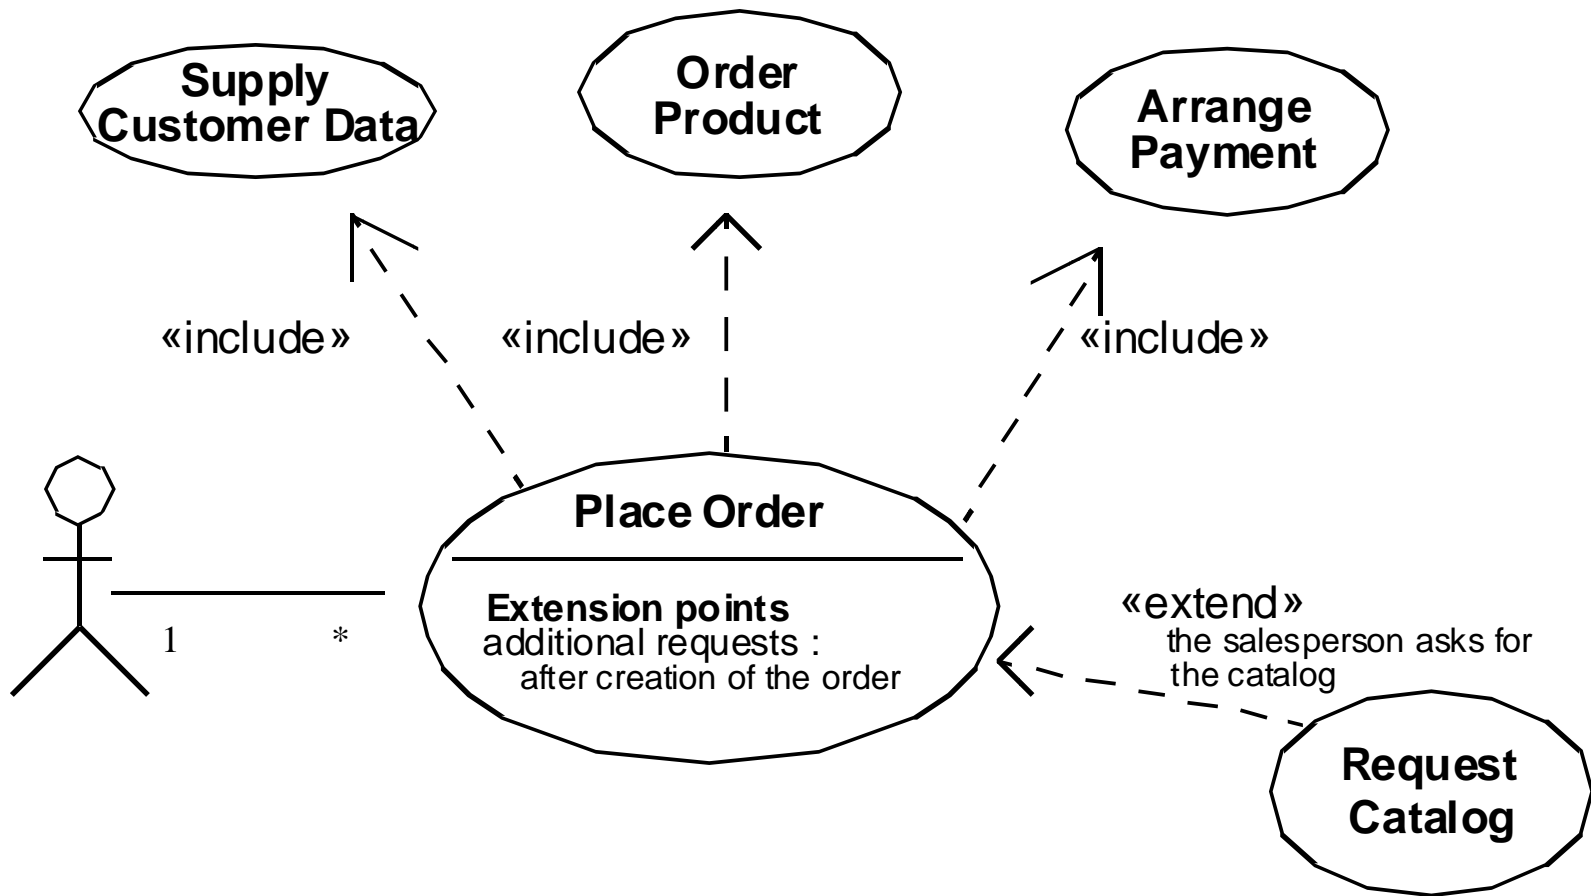 Supply
Customer Data
Order
Product
Arrange
Payment
«include»
«include»
«include»
Place Order
Extension points
additional requests :
after creation of the order
1
*
«extend»
the salesperson asks for
the catalog
Request
Catalog